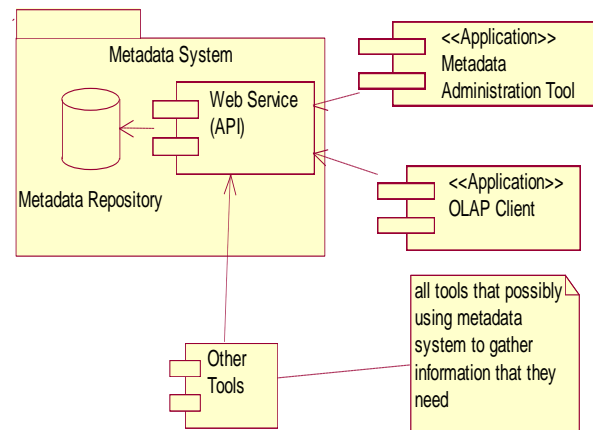 Metadata System
Web Service
(API)
Metadata Repository
<<Application>>
Metadata
Administration Tool
<<Application>>
OLAP Client
Other
Tools
all tools that possibly
using metadata
system to gather
information that they
need